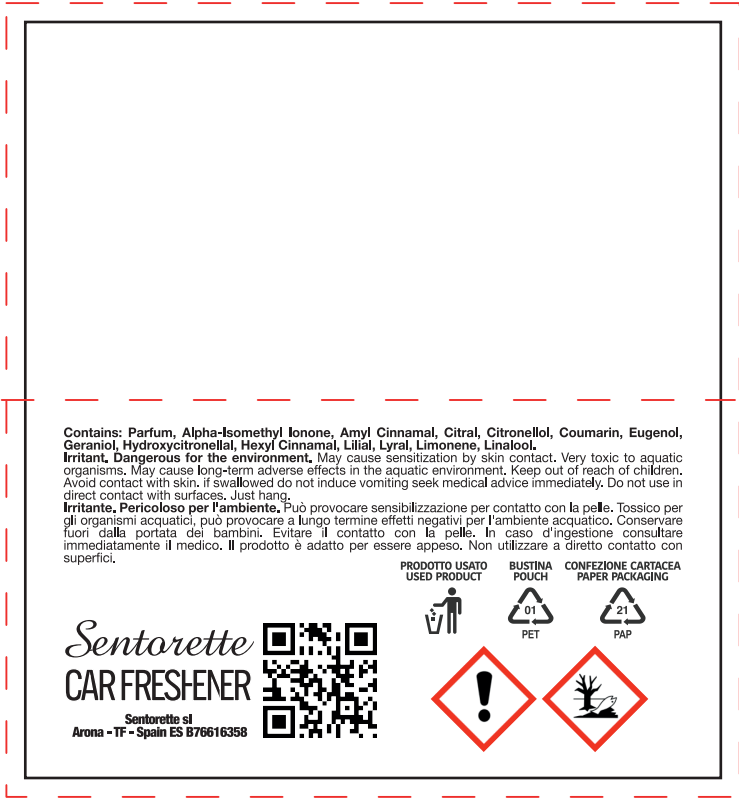 Contains: Parfum, Alpha-Isomethyl Ionone, Amyl Cinnamal, Citral, Citronellol, Coumarin, Eugenol,
Geraniol, Hydroxycitronellal, Hexyl Cinnamal, Lilial, Lyral, Limonene, Linalool.
Irritant. Dangerous for the environment. May cause sensitization by skin contact. Very toxic to aquatic
organisms. May cause long-term adverse effects in the aquatic environment. Keep out of reach of children.
Avoid contact with skin. if swallowed do not induce vomiting seek medical advice immediately. Do not use in
direct contact with surfaces. Just hang.
Irritante. Pericoloso per l'ambiente. Può provocare sensibilizzazione per contatto con la pelle. Tossico per
gli organismi acquatici, può provocare a lungo termine effetti negativi per l'ambiente acquatico. Conservare
fuori dalla portata dei bambini. Evitare il contatto con la pelle. In caso d'ingestione consultare
immediatamente il medico. Il prodotto è adatto per essere appeso. Non utilizzare a diretto contatto con
superfici.
PRODOTTO USATO
USED PRODUCT
BUSTINA
POUCH
01
PET
CONFEZIONE CARTACEA
PAPER PACKAGING
21
PAP
Sentorette
CAR FRESHENER
Sentorette sl
Arona - TF - Spain ES B76616358